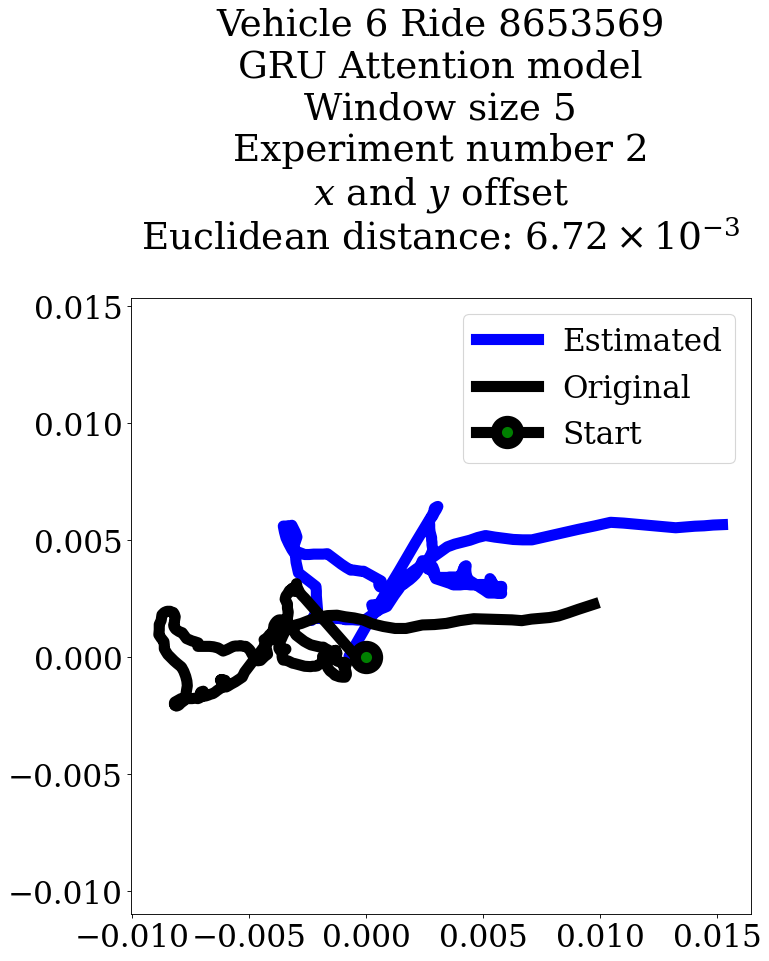 Vehicle 6 Ride 8653569
GRU Attention model
Window size 5
Experiment number 2
x and y offset
Euclidean distance: 6.72 × 10⁻³
Estimated
Original
Start
0.015
0.010
0.005
0.000
−0.005
−0.010
−0.010 −0.005 0.000 0.005 0.010 0.015